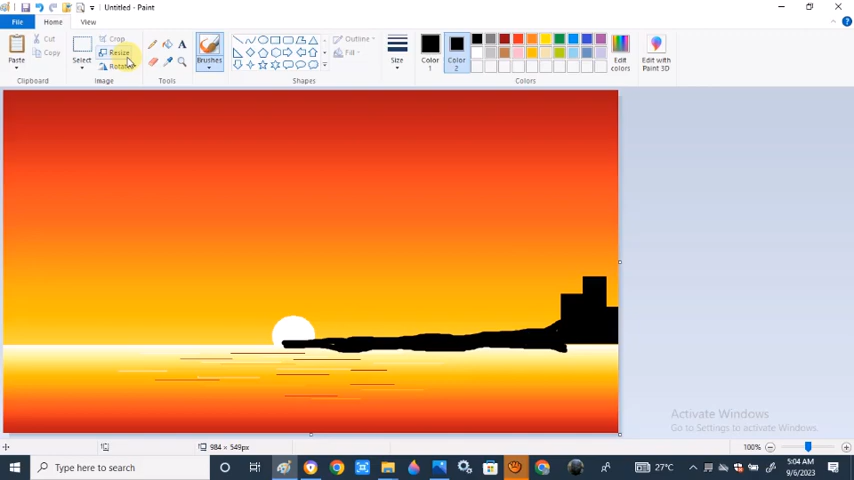 Untitled - Paint
File Home View
Paste
Cut
Copy
Clipboard
Select
Crop
Resize
Rotate
Image
Tools
Brushes
Outline
Fill
Shapes
Size
Color 1
Color 2
Edit colors
Colors
Edit with Paint 3D
Activate Windows
Go to Settings to activate Windows.
984 × 549px
100%
Type here to search
27°C
5:04 AM
9/6/2023